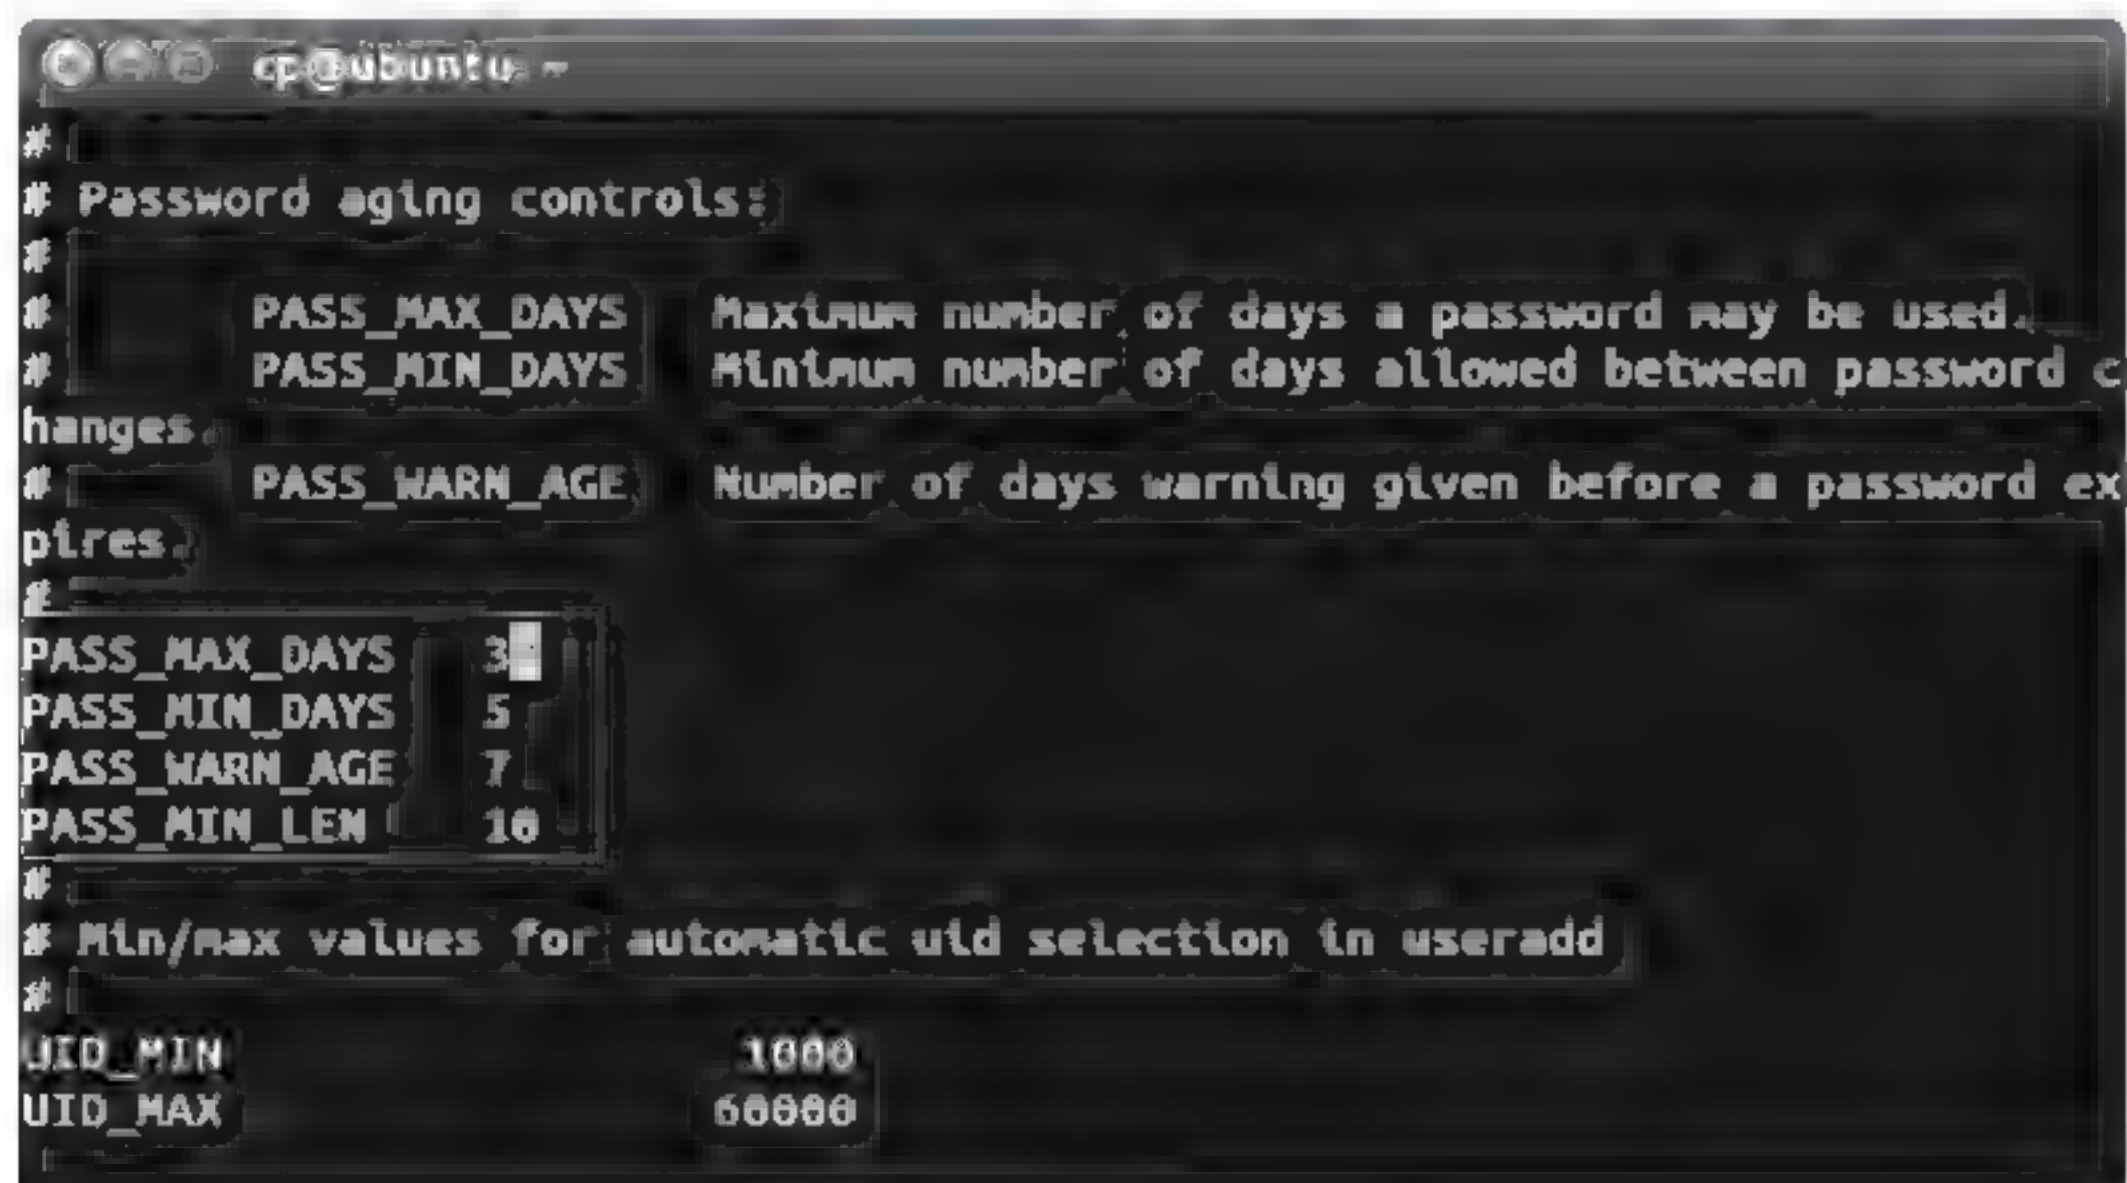 cp@ubuntu: ~
#
# Password aging controls:
#
# PASS_MAX_DAYS Maximum number of days a password may be used.
# PASS_MIN_DAYS Minimum number of days allowed between password c
hanges.
# PASS_WARN_AGE Number of days warning given before a password ex
pires.
#
PASS_MAX_DAYS 3
PASS_MIN_DAYS 5
PASS_WARN_AGE 7
PASS_MIN_LEN 10
#
# Min/max values for automatic uid selection in useradd
#
UID_MIN 1000
UID_MAX 60000